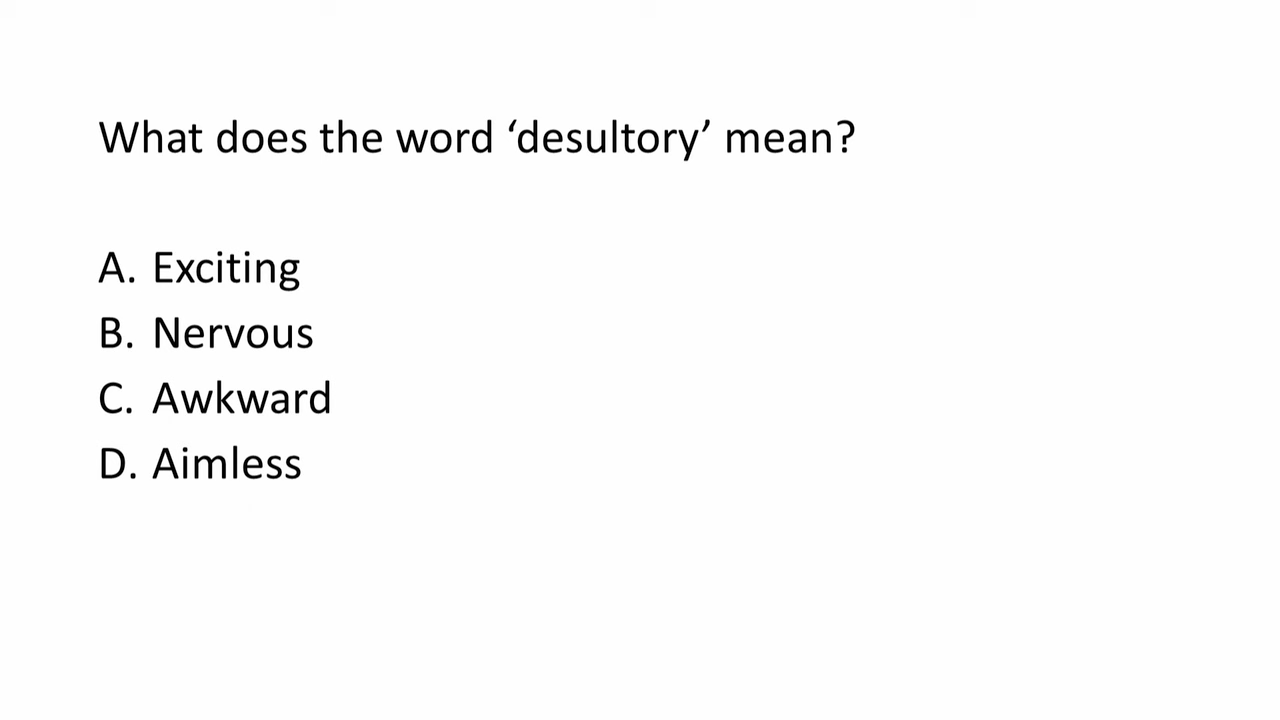 What does the word ‘desultory’ mean?
A. Exciting
B. Nervous
C. Awkward
D. Aimless